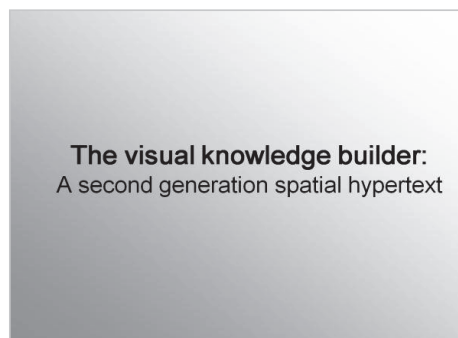 The visual knowledge builder:
A second generation spatial hypertext